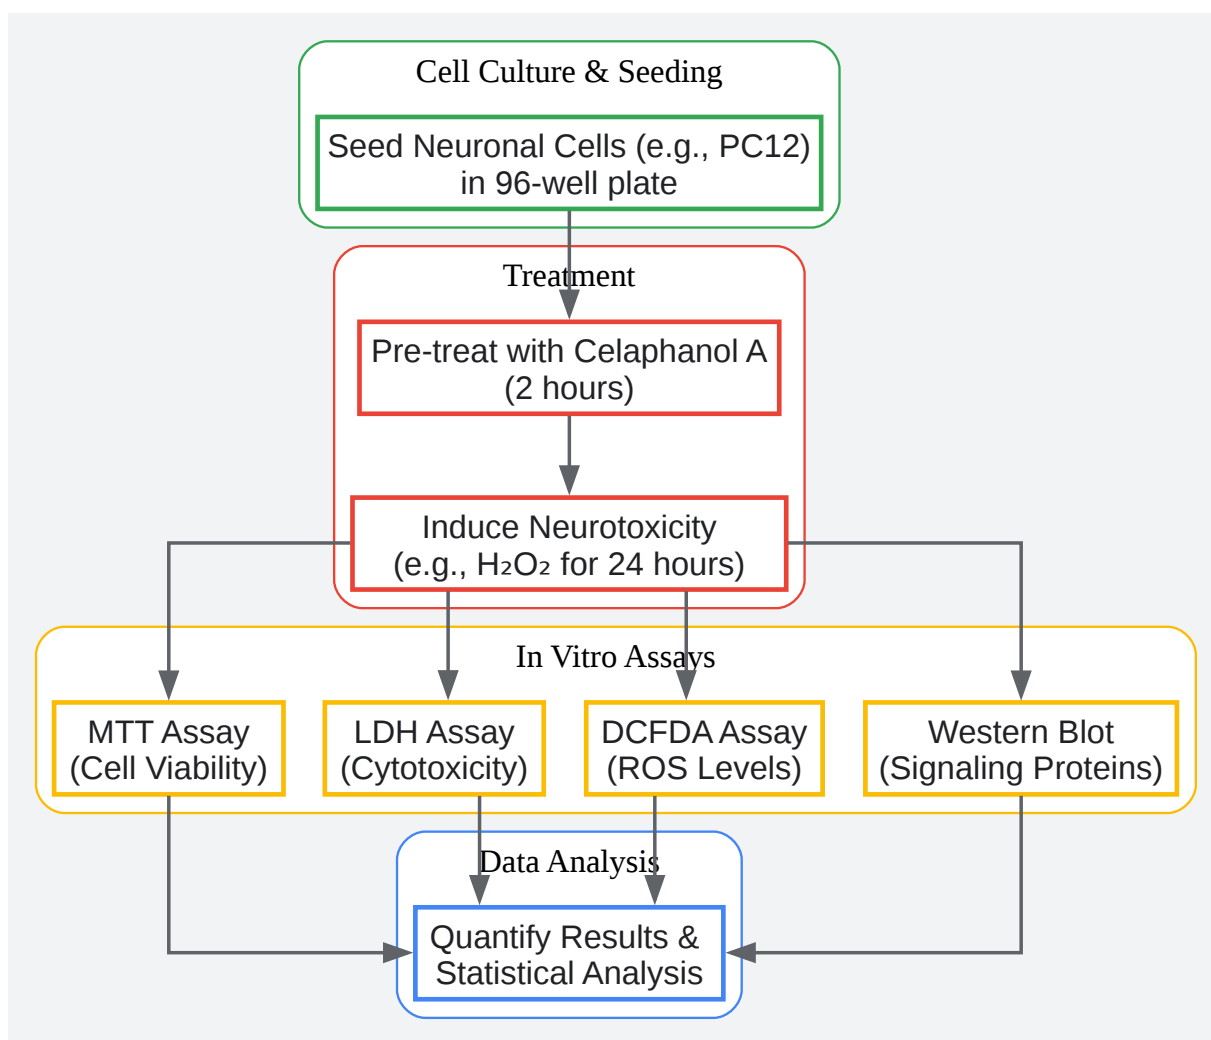 Cell Culture & Seeding
Seed Neuronal Cells (e.g., PC12)
in 96-well plate
Treatment
Pre-treat with Celaphanol A
(2 hours)
Induce Neurotoxicity
(e.g., H₂O₂ for 24 hours)
In Vitro Assays
MTT Assay
(Cell Viability)
LDH Assay
(Cytotoxicity)
DCFDA Assay
(ROS Levels)
Western Blot
(Signaling Proteins)
Data Analysis
Quantify Results &
Statistical Analysis